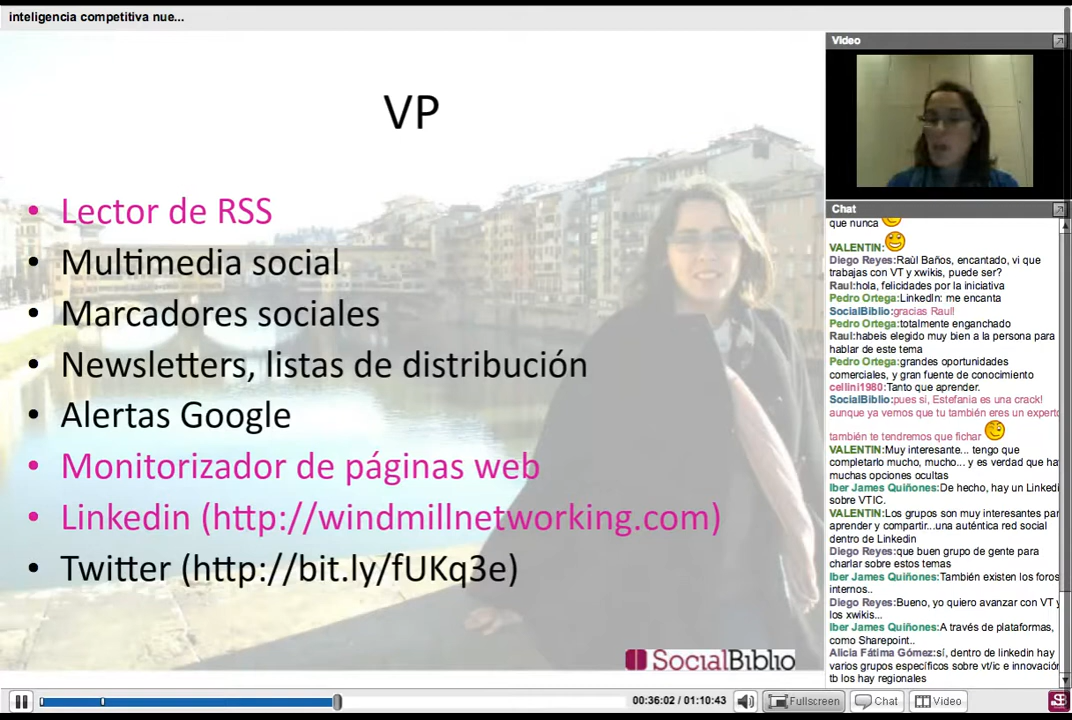 inteligencia competitiva nue...
VP
• Lector de RSS
• Multimedia social
• Marcadores sociales
• Newsletters, listas de distribución
• Alertas Google
• Monitorizador de páginas web
• Linkedin (http://windmillnetworking.com)
• Twitter (http://bit.ly/fUKq3e)
SocialBiblio
Video
Chat
que nunca
VALENTIN:
Diego Reyes:Raùl Baños, encantado, vi que
trabajas con VT y xwikis, puede ser?
Raul:hola, felicidades por la iniciativa
Pedro Ortega:LinkedIn: me encanta
SocialBiblio:gracias Raul!
Pedro Ortega:totalmente enganchado
Raul:habeis elegido muy bien a la persona para
hablar de este tema
Pedro Ortega:grandes oportunidades
comerciales, y gran fuente de conocimiento
cellini1980:Tanto que aprender.
SocialBiblio:pues sí, Estefania es una crack!
aunque ya vemos que tu también eres un expert
también te tendremos que fichar
VALENTIN:Muy interesante... tengo que
completarlo mucho, mucho... y es verdad que ha
muchas opciones ocultas
Iber James Quiñones:De hecho, hay un Linkedi
sobre VTIC.
VALENTIN:Los grupos son muy interesantes par
aprender y compartir...una auténtica red social
dentro de Linkedin
Diego Reyes:que buen grupo de gente para
charlar sobre estos temas
Iber James Quiñones:También existen los foros
internos..
Diego Reyes:Bueno, yo quiero avanzar con VT y
los xwikis...
Iber James Quiñones:A través de plataformas,
como Sharepoint..
Alicia Fátima Gómez:sí, dentro de linkedin hay
varios grupos específicos sobre vt/ic e innovación
tb los hay regionales
00:36:02 / 01:10:43
Fullscreen
Chat
Video
SB